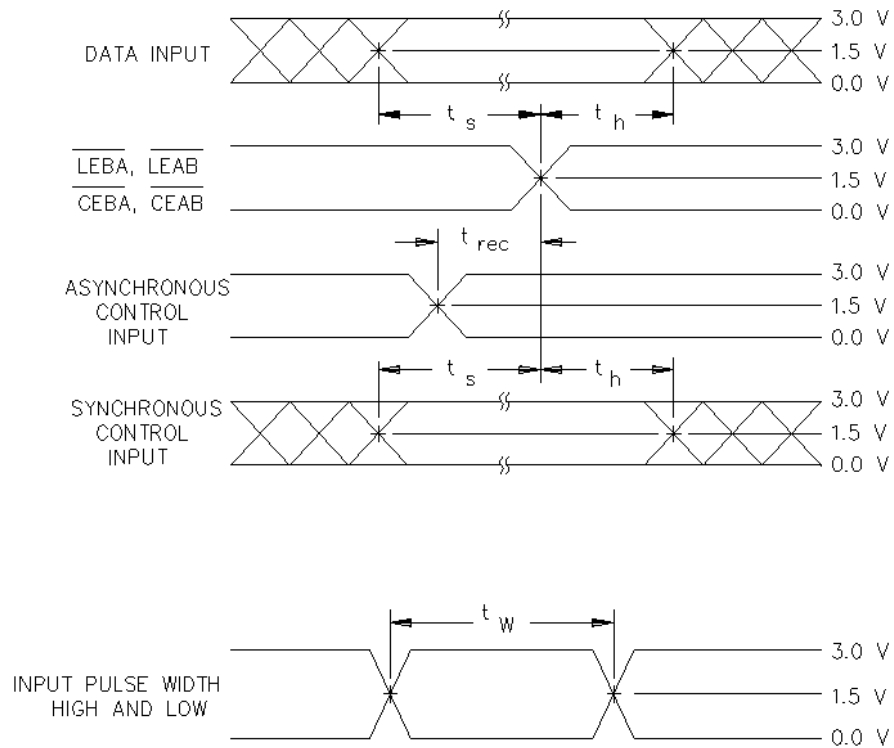 3.0 V
DATA INPUT
1.5 V
0.0 V
t s
t h
LEBA, LEAB
CEBA, CEAB
3.0 V
1.5 V
0.0 V
t rec
ASYNCHRONOUS
CONTROL
INPUT
3.0 V
1.5 V
0.0 V
t s
t h
SYNCHRONOUS
CONTROL
INPUT
3.0 V
1.5 V
0.0 V
t W
INPUT PULSE WIDTH
HIGH AND LOW
3.0 V
1.5 V
0.0 V